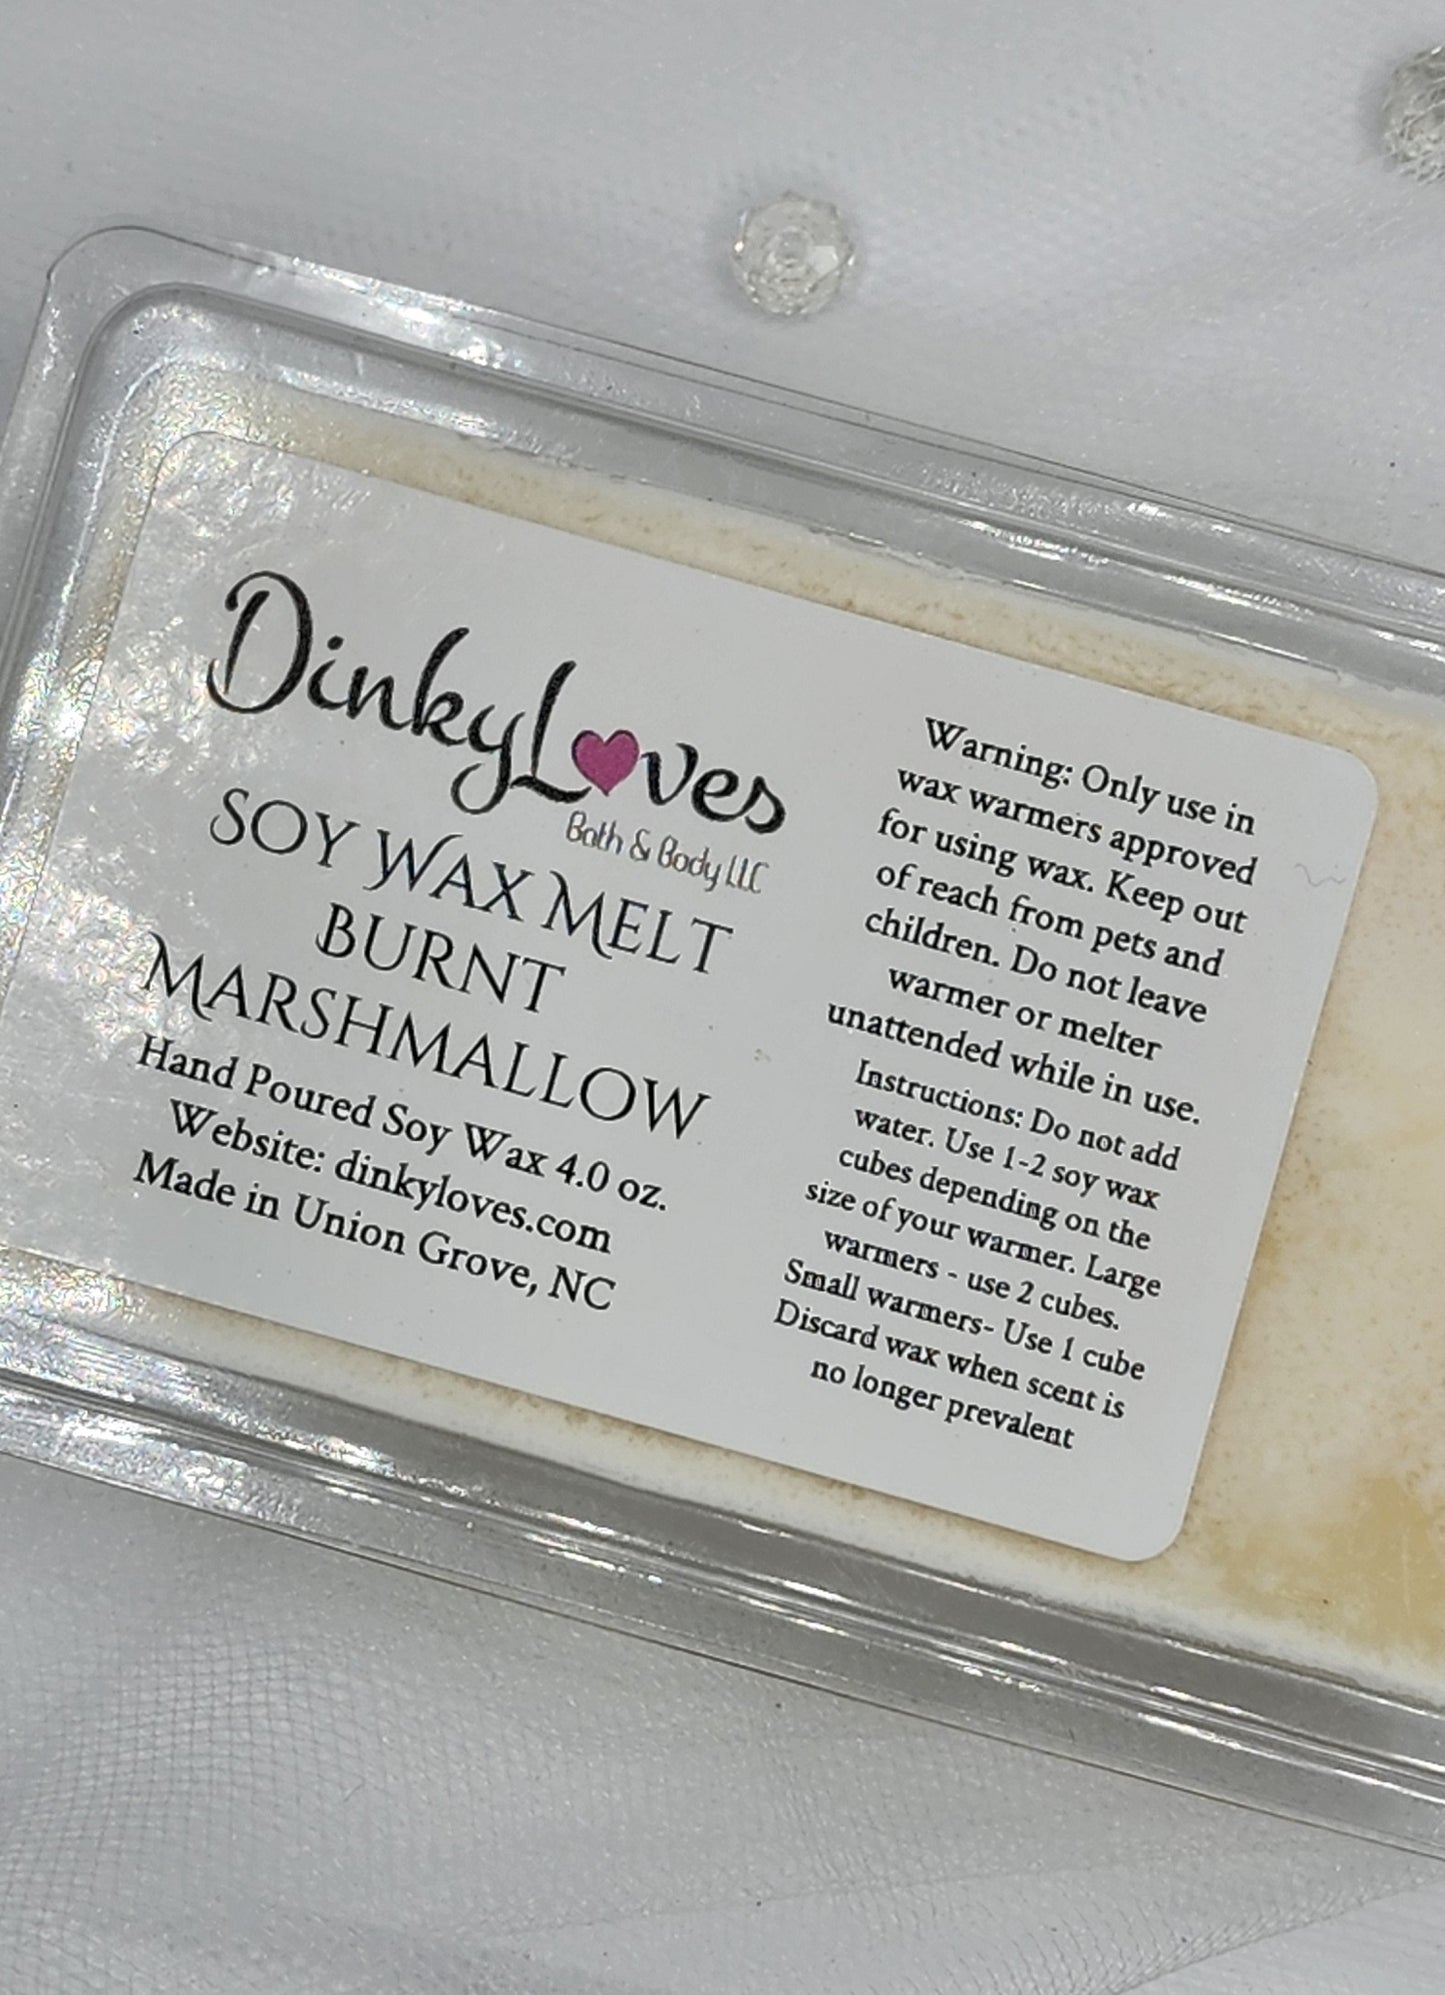 DinkyLoves
Bath & Body LLC
SOY WAX MELT
BURNT
MARSHMALLOW
Hand Poured Soy Wax 4.0 oz.
Website: dinkyloves.com
Made in Union Grove, NC
Warning: Only use in
wax warmers approved
for using wax. Keep out
of reach from pets and
children. Do not leave
warmer or melter
unattended while in use.
Instructions: Do not add
water. Use 1-2 soy wax
cubes depending on the
size of your warmer. Large
warmers - use 2 cubes.
Small warmers- Use 1 cube
Discard wax when scent is
no longer prevalent